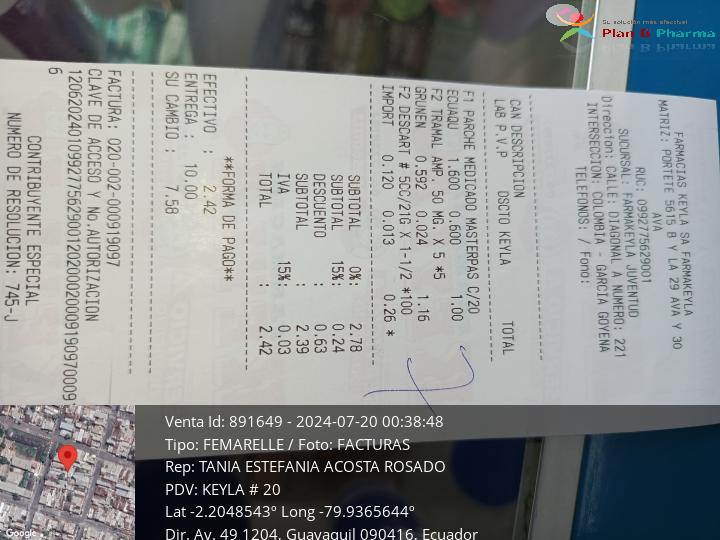 Su solución más efectiva!
Plan B Pharma
FARMACIAS KEYLA SA FARMAKEYLA
MATRIZ: PORTETE 5615 B Y LA 29 AVA Y 30
AVA
RUC: 0992775629001
SUCURSAL: FARMAKEYLA JUVENTUD
Direccion: CALLE: DIAGONAL A NUMERO: 221
INTERSECCION: COLOMBIA - GARCIA GOYENA
TELEFONOS: / Fono:
CAN DESCRIPCION
LAB P.V.P DSCTO KEYLA TOTAL
F1 PARCHE MEDICADO MASTERPAS C/20
ECUAQU 1.600 0.600 1.00
F2 TRAMAL AMP. 50 MG. X 5 *5
GRUNEN 0.592 0.024 1.16
F2 DESCART # 5CC/21G X 1-1/2 *100
IMPORT 0.120 0.013 0.26 *
SUBTOTAL 0%: 2.78
SUBTOTAL 15%: 0.24
DESCUENTO : 0.63
SUBTOTAL : 2.39
IVA 15%: 0.03
TOTAL : 2.42
**FORMA DE PAGO**
EFECTIVO : 2.42
ENTREGA : 10.00
SU CAMBIO : 7.58
FACTURA: 020-002-000919097
CLAVE DE ACCESO Y No.AUTORIZACION
6
CONTRIBUYENTE ESPECIAL
NUMERO DE RESOLUCION: 745-J
Google
Venta Id: 891649 - 2024-07-20 00:38:48
Tipo: FEMARELLE / Foto: FACTURAS
Rep: TANIA ESTEFANIA ACOSTA ROSADO
PDV: KEYLA # 20
Lat -2.2048543º Long -79.9365644º
Dir. Av. 49 1204, Guayaquil 090416, Ecuador